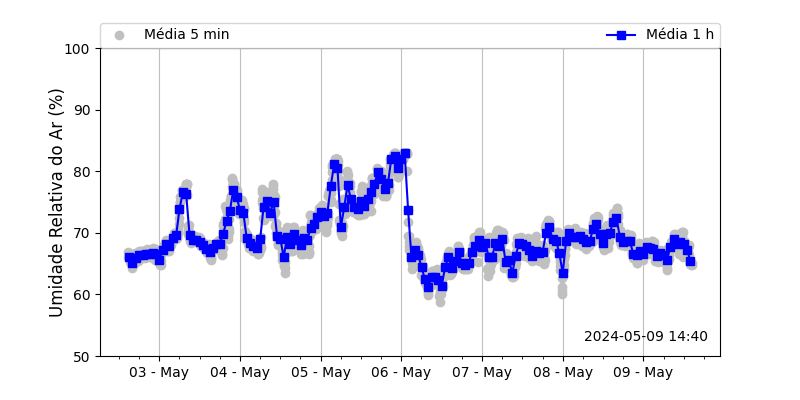 Média 5 min
Média 1 h
Umidade Relativa do Ar (%)
100
90
80
70
60
50
2024-05-09 14:40
03 - May
04 - May
05 - May
06 - May
07 - May
08 - May
09 - May